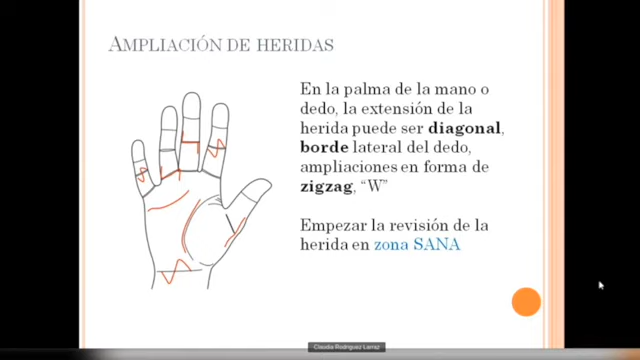 AMPLIACIÓN DE HERIDAS
En la palma de la mano o
dedo, la extensión de la
herida puede ser diagonal,
borde lateral del dedo,
ampliaciones en forma de
zigzag, “W”
Empezar la revisión de la
herida en zona SANA
Claudia Rodriguez Larraz